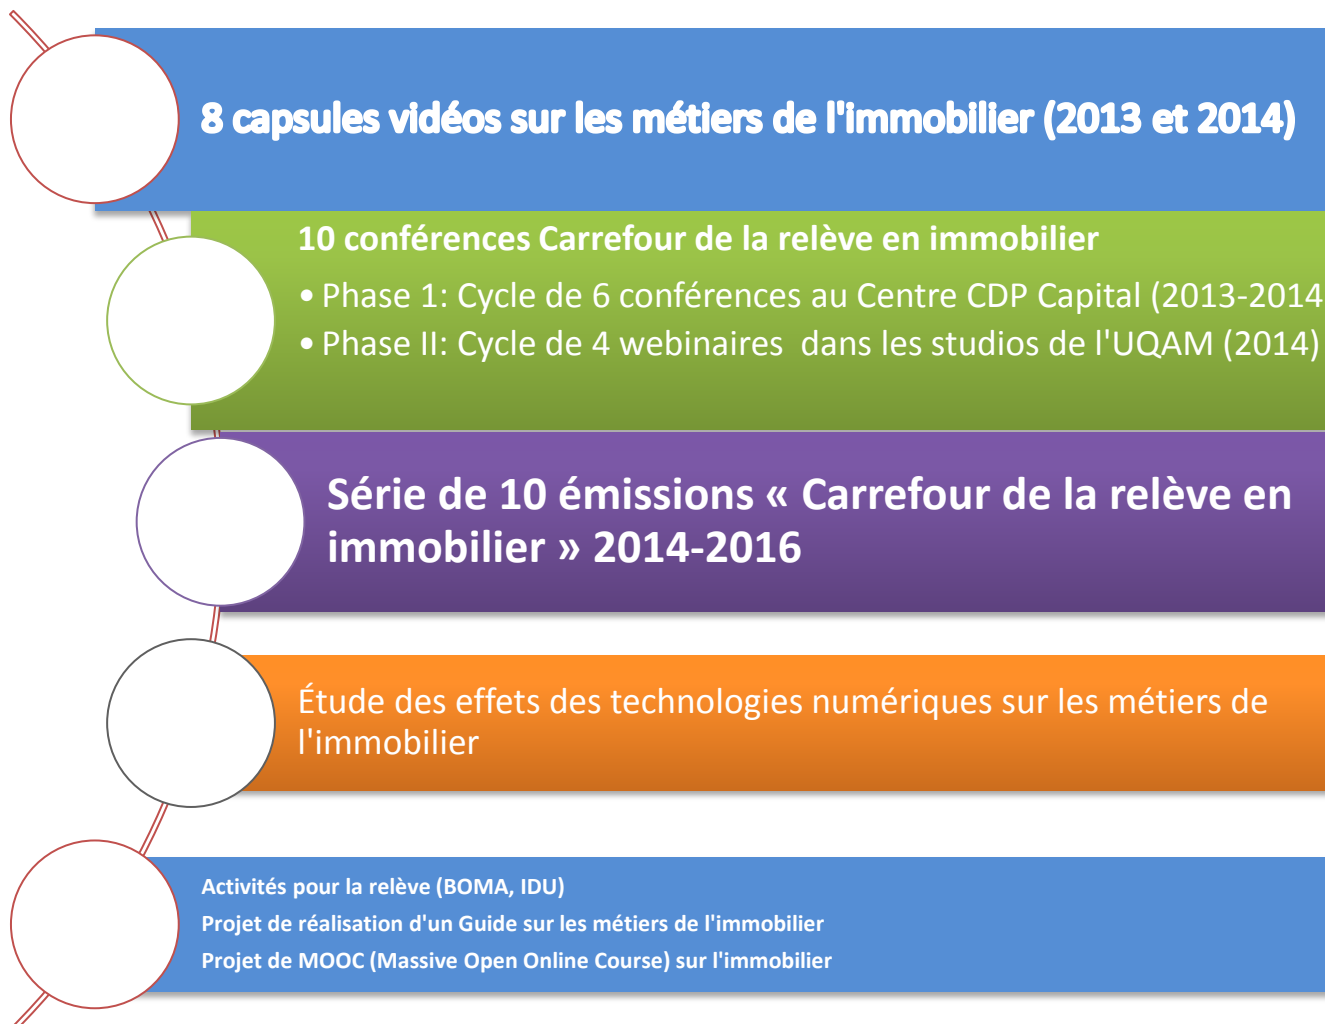 8 capsules vidéos sur les métiers de l'immobilier (2013 et 2014)
10 conférences Carrefour de la relève en immobilier
• Phase 1: Cycle de 6 conférences au Centre CDP Capital (2013-2014
• Phase II: Cycle de 4 webinaires  dans les studios de l'UQAM (2014)
Série de 10 émissions « Carrefour de la relève en
immobilier » 2014-2016
Étude des effets des technologies numériques sur les métiers de
l'immobilier
Activités pour la relève (BOMA, IDU)
Projet de réalisation d'un Guide sur les métiers de l'immobilier
Projet de MOOC (Massive Open Online Course) sur l'immobilier